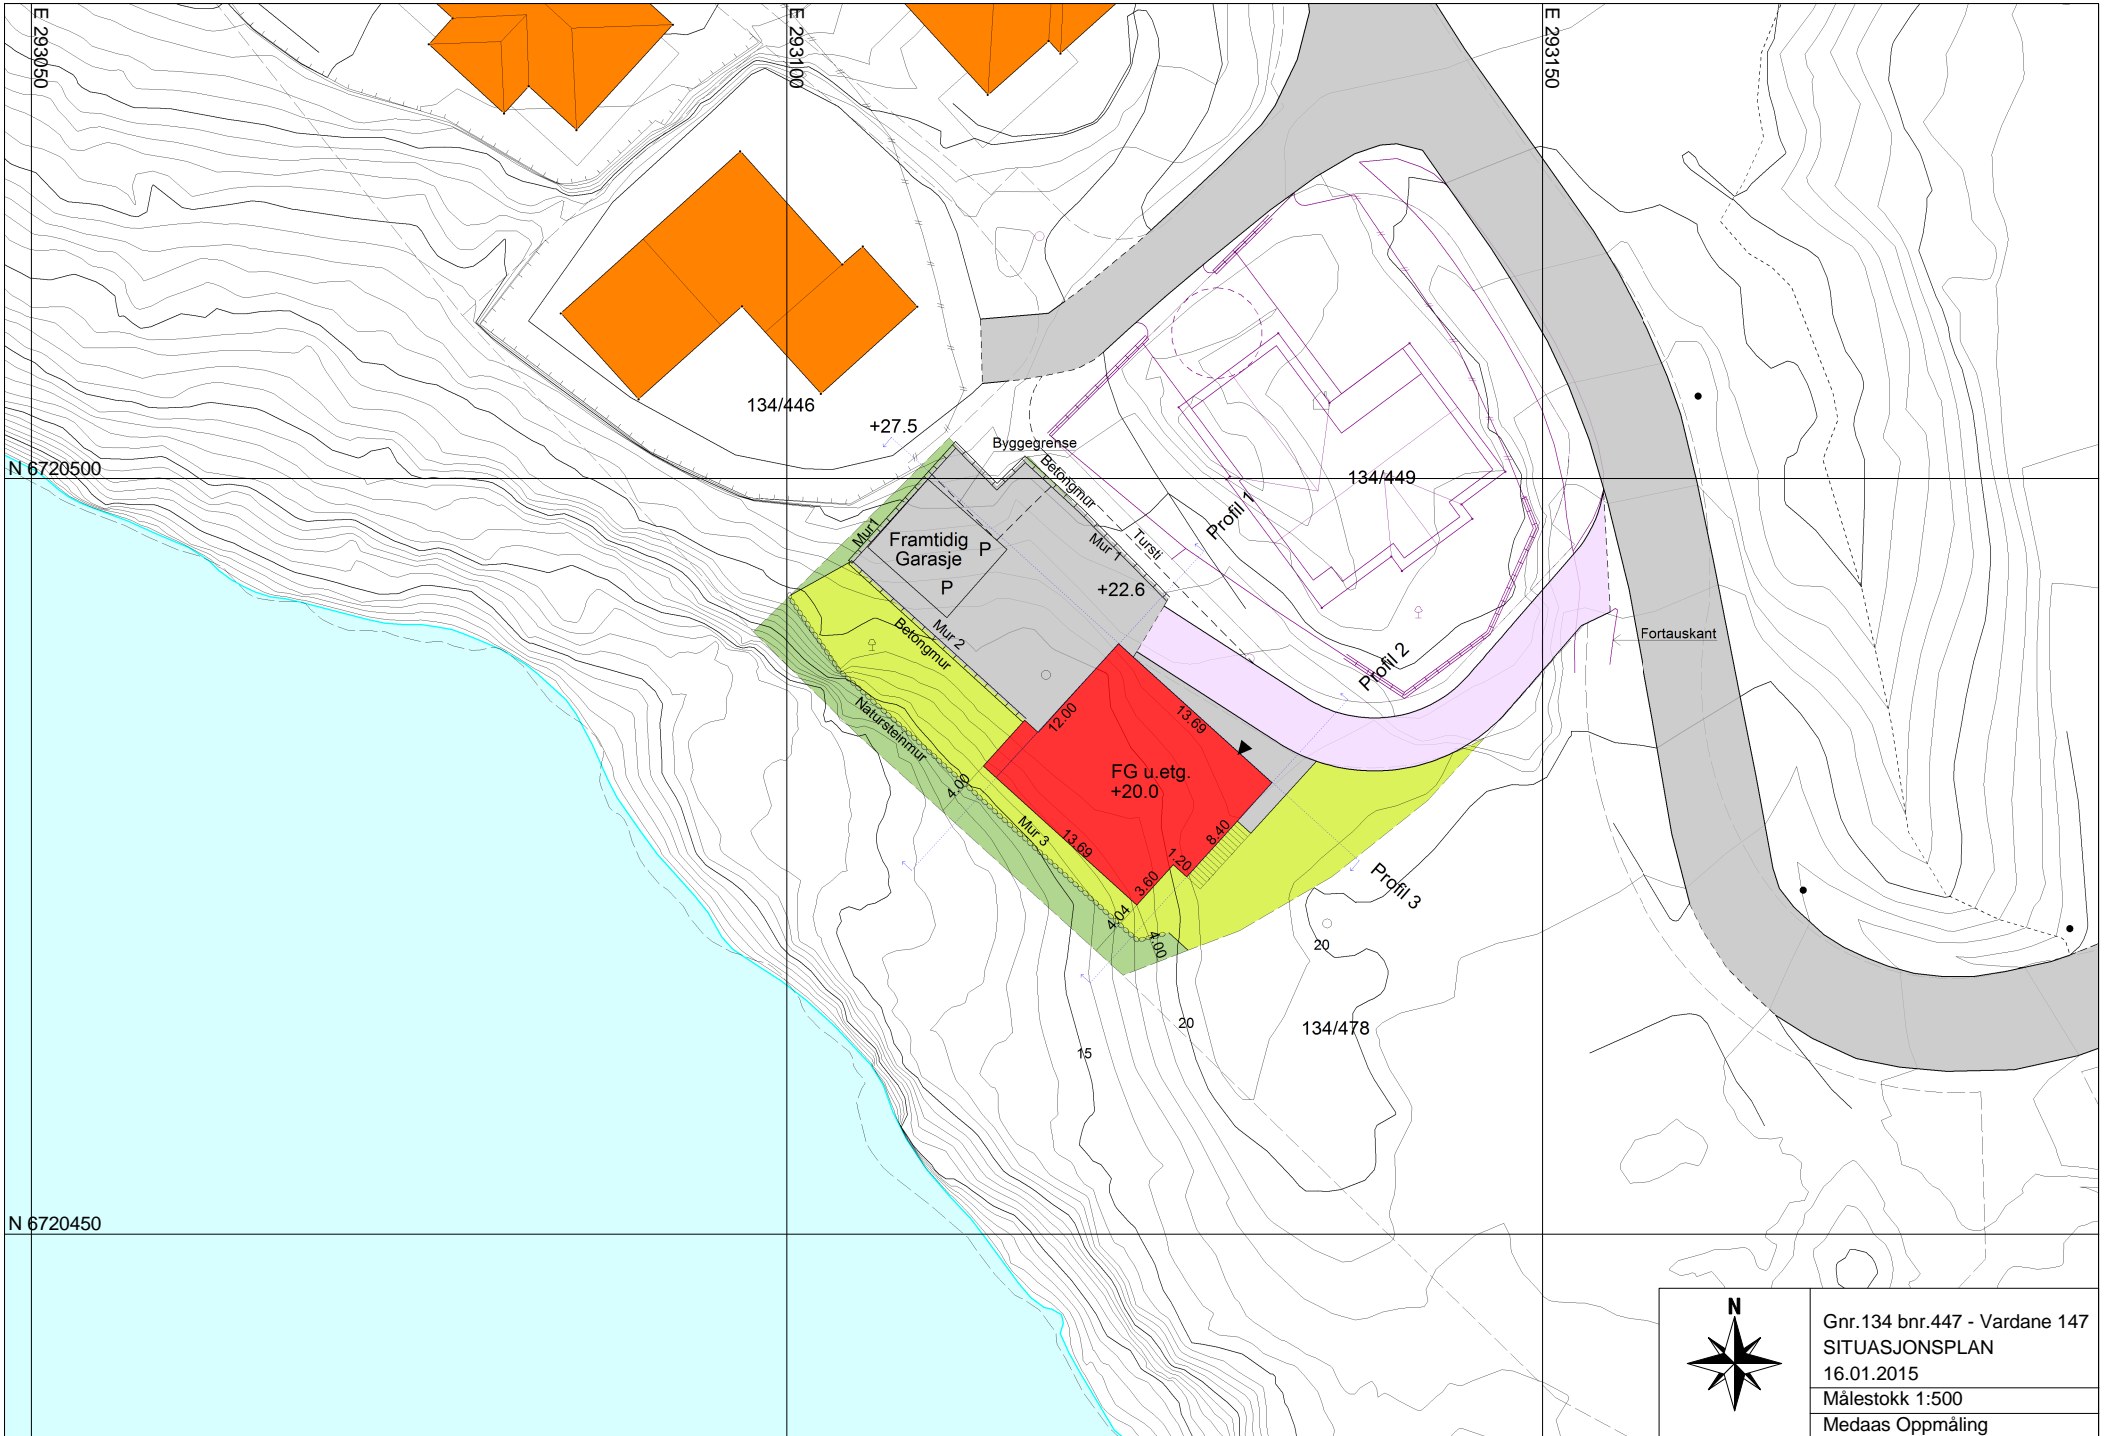 E 293050
E 293100
E 293150
134/446
+27.5
Byggegrense
N 6720500
Betongmur
134/449
Profil 1
Mur1
Framtidig
Garasje
P
P
Mur 1
Tursti
+22.6
Mur 2
Betongmur
Fortauskant
Profil 2
Natursteinmur
12.00
13.69
FG u.etg.
+20.0
4.00
Mur 3
13.69
8.40
1.20
3.60
4.04
4.00
Profil 3
20
20
134/478
15
N 6720450
N
Gnr.134 bnr.447 - Vardane 147
SITUASJONSPLAN
16.01.2015
Målestokk 1:500
Medaas Oppmåling